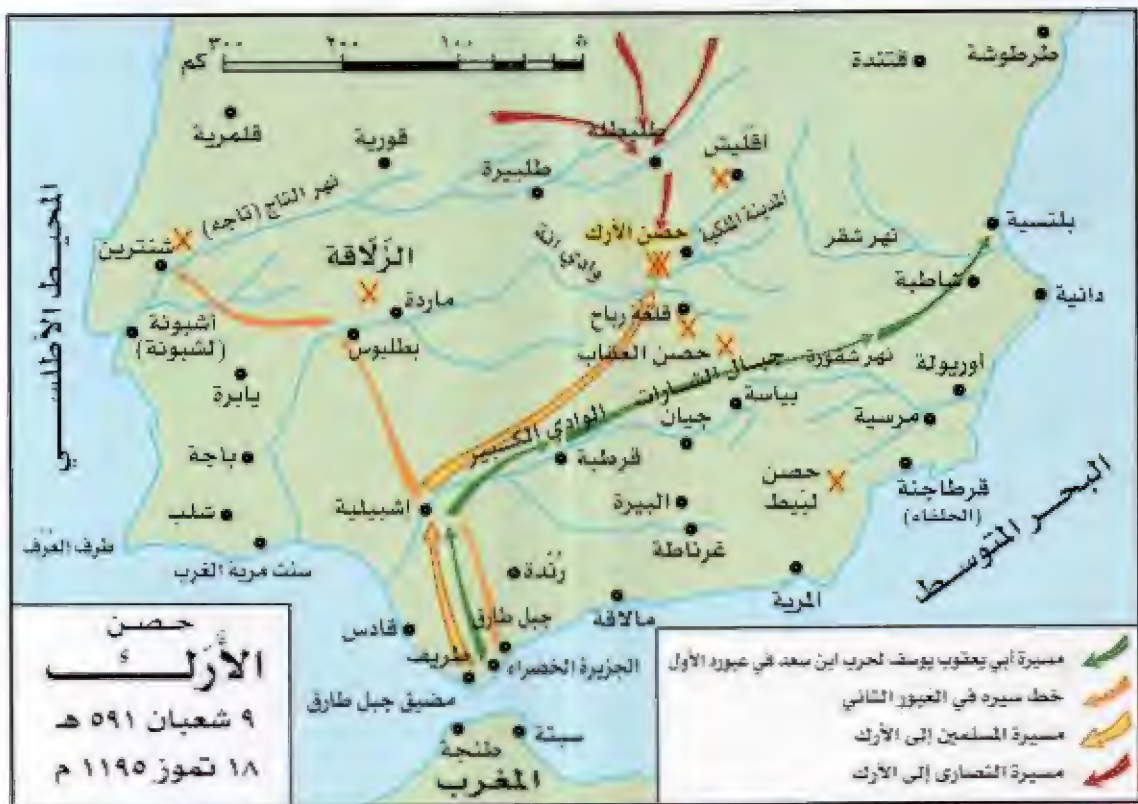 ٣٠٠ ٢٠٠ ١٠٠ ٠
كم
طرطوشة
قتندة
قلمرية
قورية
طليطلة
اقليش
طلبيرة
نهر التاج (تاجه)
المدينة الملكية
حصن الأرك
بلنسية
نهر شقر
شنترين
الزلاقة
وادي انة
شاطبة
دانية
ماردة
قلعة رباح
أشبونة
(لشبونة)
بطليوس
حصن العقاب
نهر شقورة
أوريولة
يابرة
جبال الشارات
بياسة
مرسية
جيان
الوادي الكبير
المحيط الأطلسي
باجة
قرطبة
حصن
لبيط
قرطاجنة
(الحلفاء)
اشبيلية
البيرة
شلب
غرناطة
البحر المتوسط
طرف الغرف
سنت مرية الغرب
رُندة
المرية
مالاقه
جبل طارق
قادس
طريف
الجزيرة الخضراء
مضيق جبل طارق
سبتة
طنجة
المغرب
حصن
الأرك
٩ شعبان ٥٩١ هـ
١٨ تموز ١١٩٥ م
مسيرة أبي يعقوب يوسف لحرب ابن سعد في عبوره الأول
خط سيره في العبور الثاني
مسيرة المسلمين إلى الأرك
مسيرة النصارى إلى الأرك